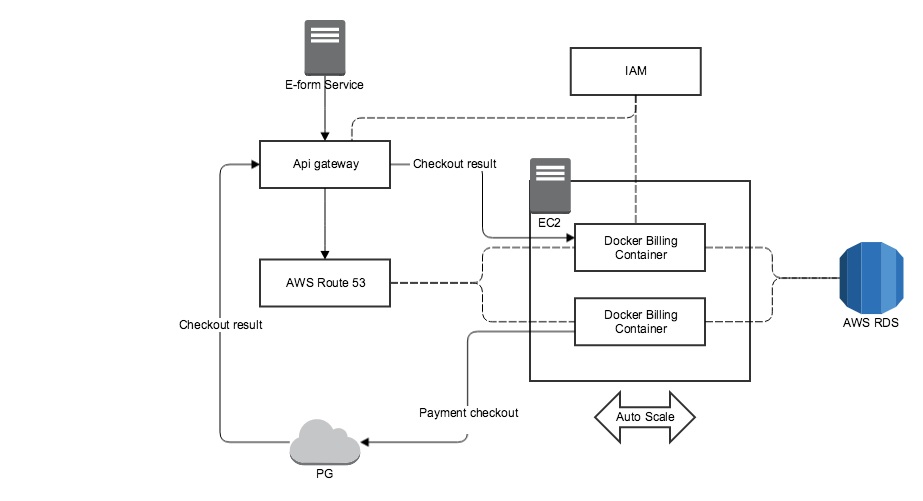 E-form Service
IAM
Api gateway
Checkout result
EC2
Docker Billing
Container
AWS Route 53
AWS RDS
Docker Billing
Container
Checkout result
Payment checkout
Auto Scale
PG